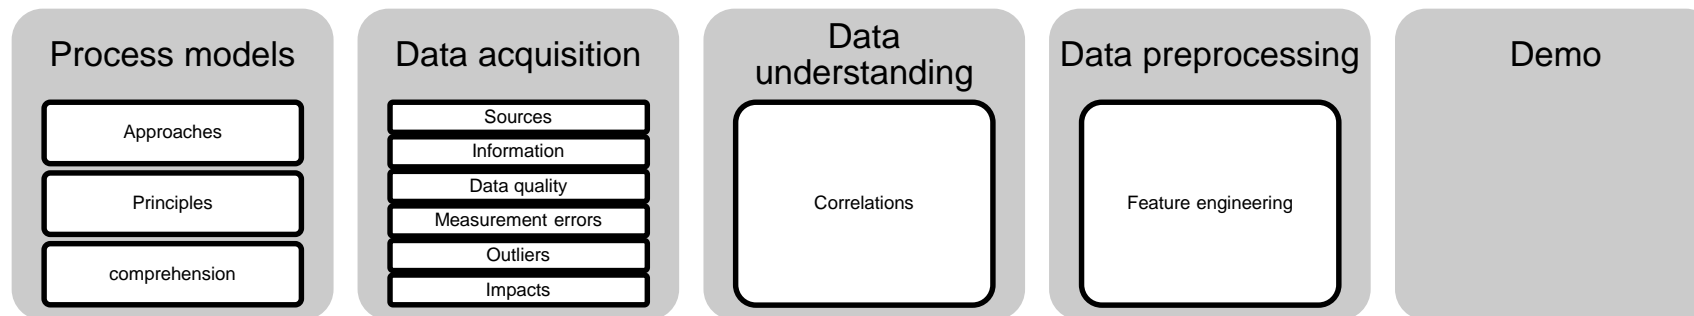 Process models
Approaches
Principles
comprehension
Data acquisition
Sources
Information
Data quality
Measurement errors
Outliers
Impacts
Data
understanding
Correlations
Data preprocessing
Feature engineering
Demo